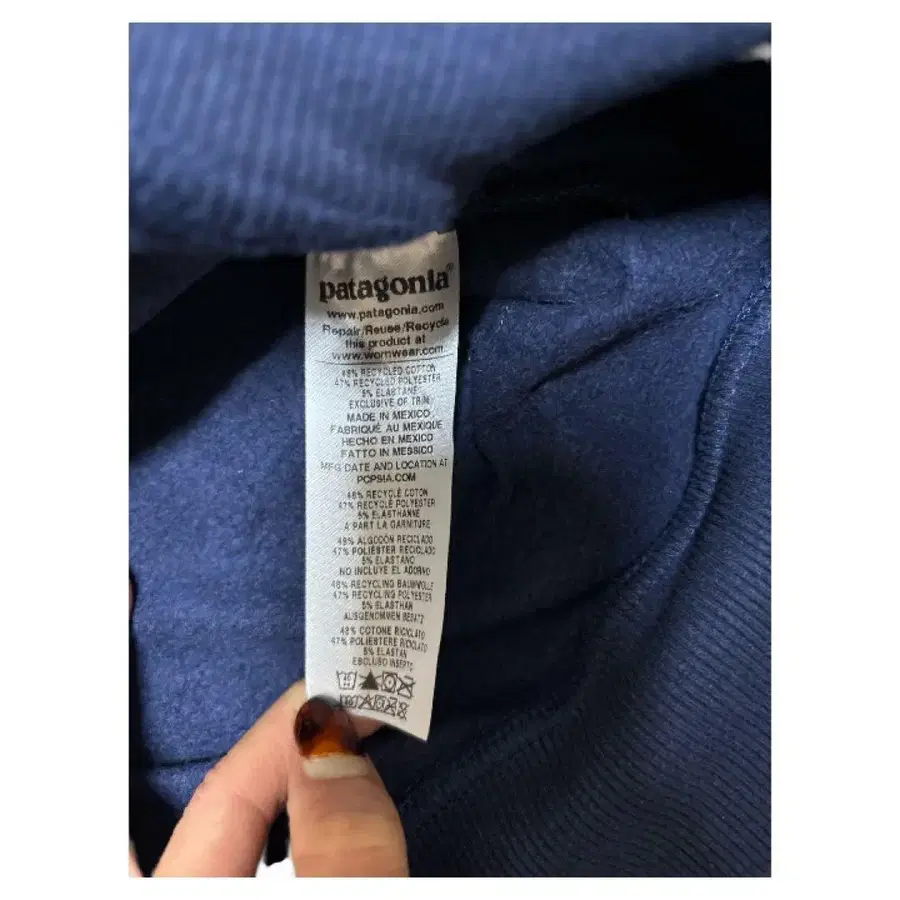 patagonia®
www.patagonia.com
Repair/Reuse/Recycle
this product at
www.wornwear.com
48% RECYCLED COTTON
47% RECYCLED POLYESTER
5% ELASTANE
EXCLUSIVE OF TRIM
MADE IN MEXICO
FABRIQUÉ AU MEXIQUE
HECHO EN MEXICO
FATTO IN MESSICO
MFG DATE AND LOCATION AT
PCPSIA.COM
48% RECYCLÉ COTON
47% RECYCLÉ POLYESTER
5% ELASTHANNE
À PART LA GARNITURE
48% ALGODÓN RECICLADO
47% POLIÉSTER RECICLADO
5% ELASTANO
NO INCLUYE EL ADORNO
48% RECYCLING BAUMWOLLE
47% RECYCLING POLYESTER
5% ELASTHAN
AUSGENOMMEN BESATZ
48% COTONE RICICLATO
47% POLIESTERE RICICLATO
5% ELASTAN
ESCLUSO INSERTO